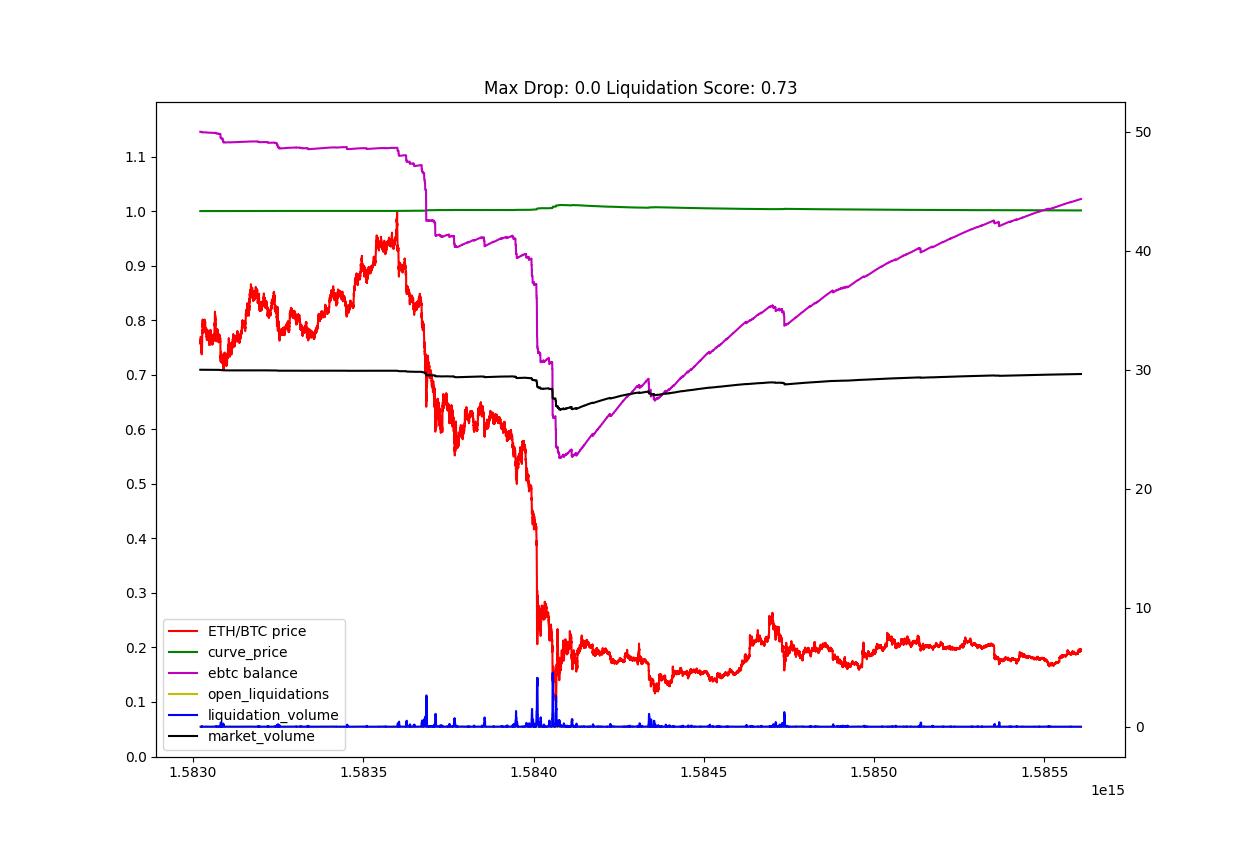 Max Drop: 0.0 Liquidation Score: 0.73
1.1
1.0
0.9
0.8
0.7
0.6
0.5
0.4
0.3
0.2
0.1
0.0
50
40
30
20
10
0
ETH/BTC price
curve_price
ebtc balance
open_liquidations
liquidation_volume
market_volume
1.5830 1.5835 1.5840 1.5845 1.5850 1.5855
1e15